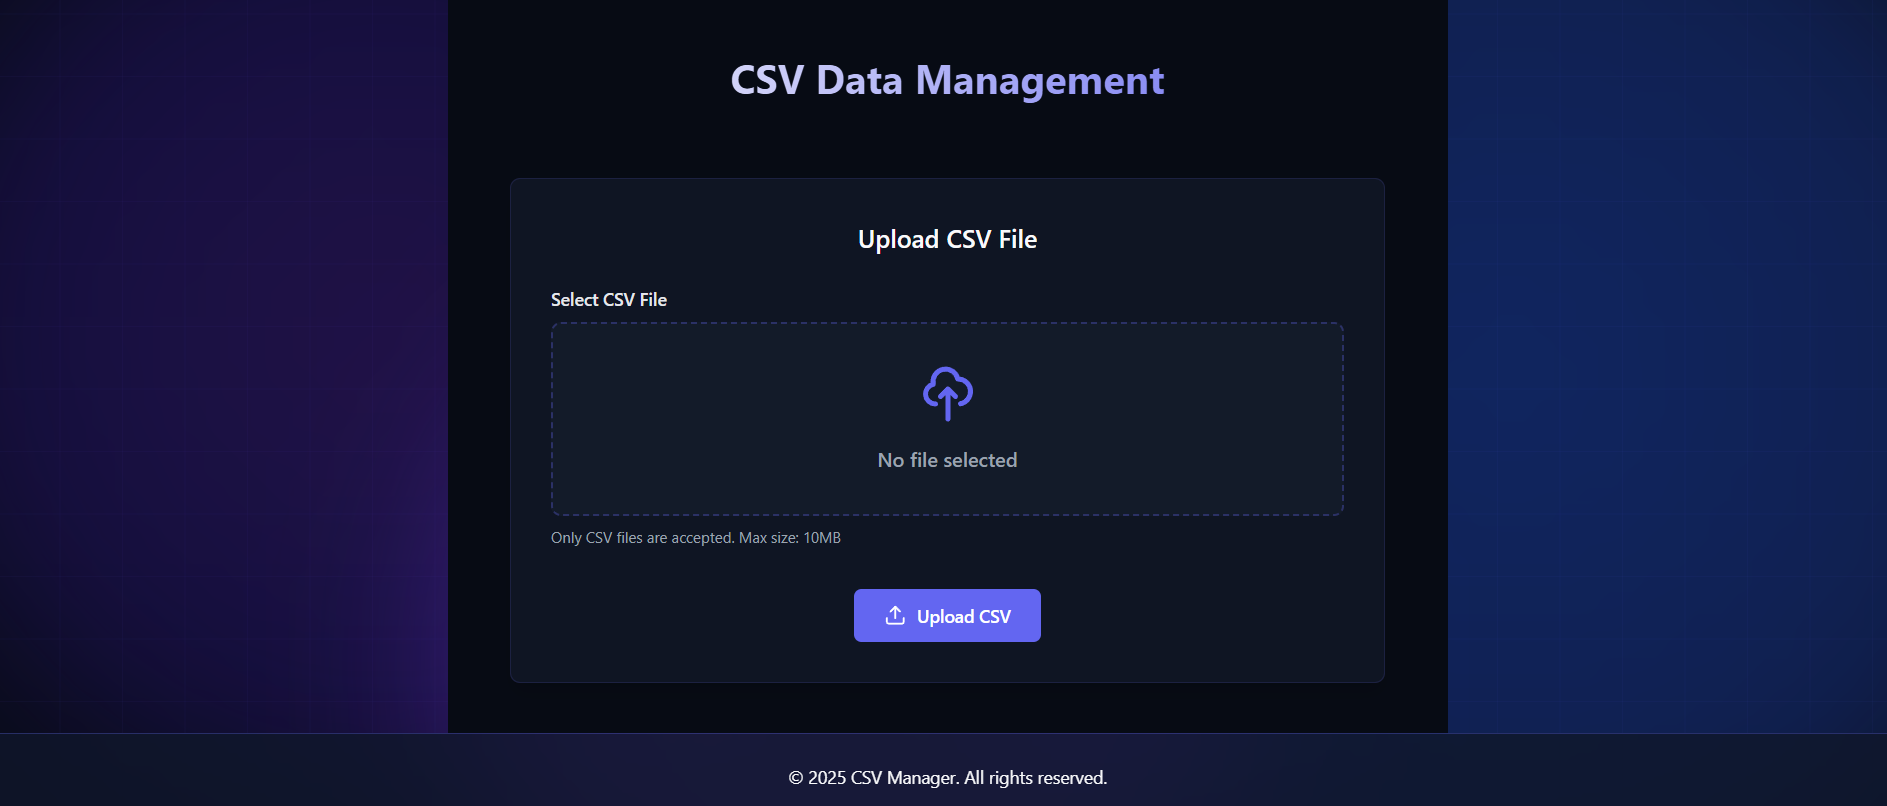 CSV Data Management
Upload CSV File
Select CSV File
No file selected
Only CSV files are accepted. Max size: 10MB
Upload CSV
© 2025 CSV Manager. All rights reserved.